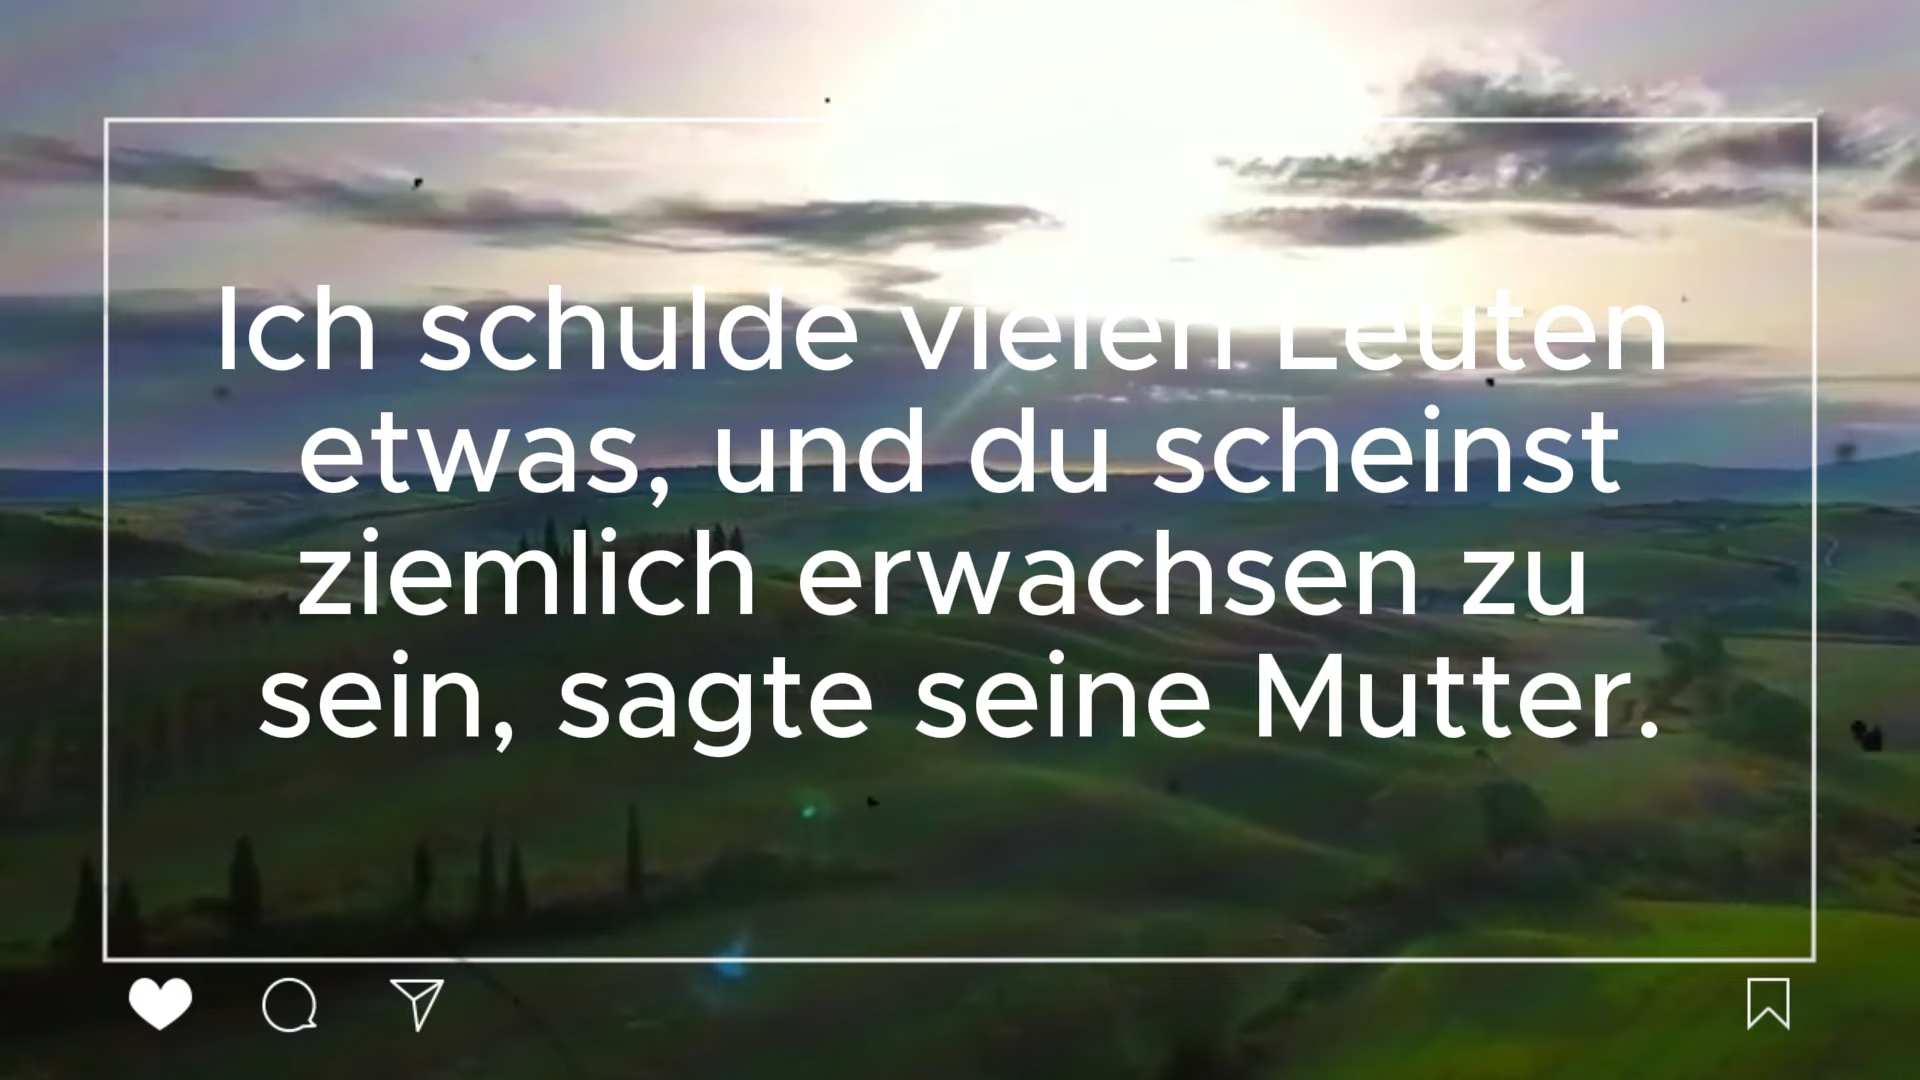 Ich schulde vielen Leuten
etwas, und du scheinst
ziemlich erwachsen zu
sein, sagte seine Mutter.